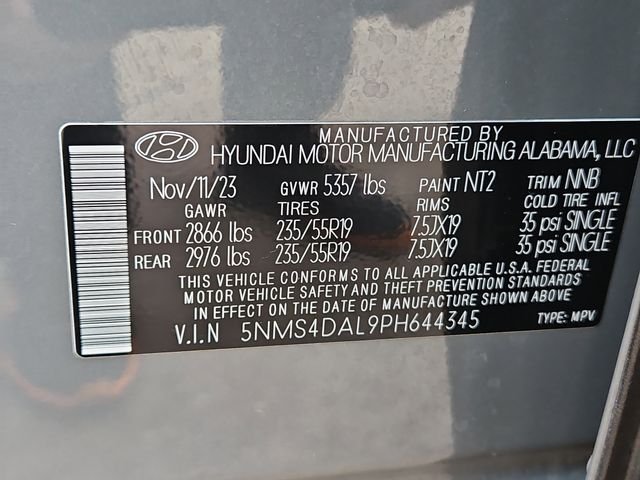 MANUFACTURED BY
HYUNDAI MOTOR MANUFACTURING ALABAMA, LLC
Nov/11/23 GVWR 5357 lbs PAINT NT2 TRIM NNB
GAWR TIRES RIMS COLD TIRE INFL
FRONT 2866 lbs 235/55R19 7.5JX19 35 psi SINGLE
REAR 2976 lbs 235/55R19 7.5JX19 35 psi SINGLE
THIS VEHICLE CONFORMS TO ALL APPLICABLE U.S.A. FEDERAL
MOTOR VEHICLE SAFETY AND THEFT PREVENTION STANDARDS
IN EFFECT ON THE DATE OF MANUFACTURE SHOWN ABOVE
V.I.N 5NMS4DAL9PH644345 TYPE: MPV